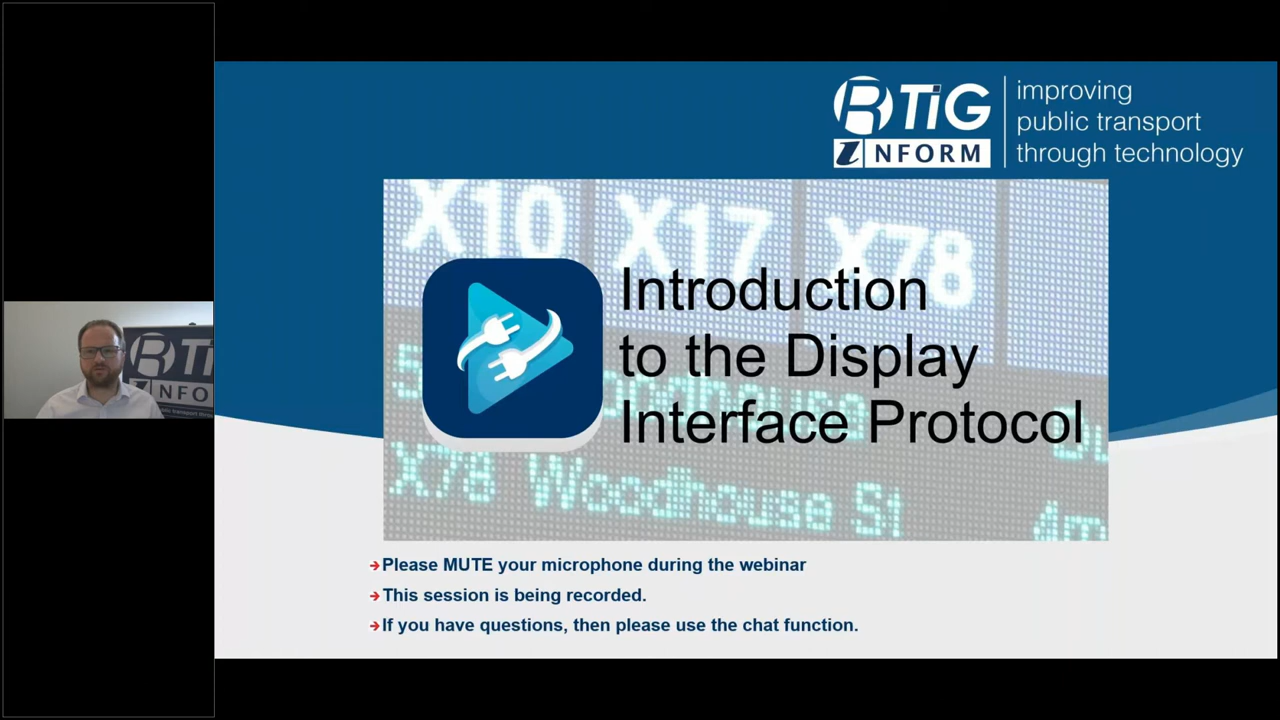 RTiG
iNFORM
improving
public transport
through technology
X10 X17 X78
Introduction
to the Display
Interface Protocol
X78 Woodhouse St
4m
Please MUTE your microphone during the webinar
This session is being recorded.
If you have questions, then please use the chat function.